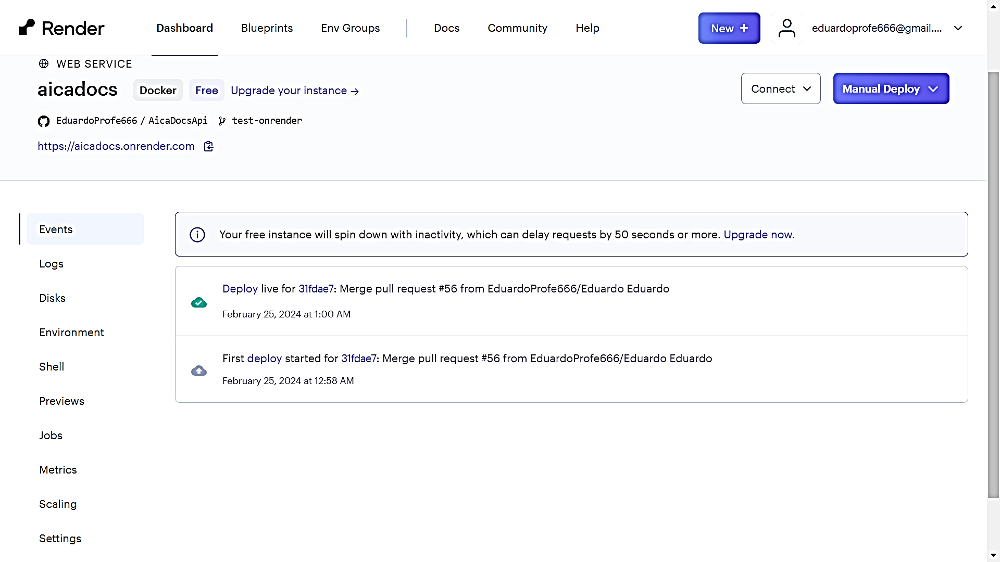 Render
Dashboard
Blueprints
Env Groups
Docs
Community
Help
New +
eduardoprofe666@gmail....
WEB SERVICE
aicadocs
Docker
Free
Upgrade your instance →
Connect
Manual Deploy
EduardoProfe666 / AicaDocsApi
test-onrender
https://aicadocs.onrender.com
Events
Logs
Disks
Environment
Shell
Previews
Jobs
Metrics
Scaling
Settings
Your free instance will spin down with inactivity, which can delay requests by 50 seconds or more. Upgrade now.
Deploy live for 31fdae7: Merge pull request #56 from EduardoProfe666/Eduardo Eduardo
February 25, 2024 at 1:00 AM
First deploy started for 31fdae7: Merge pull request #56 from EduardoProfe666/Eduardo Eduardo
February 25, 2024 at 12:58 AM